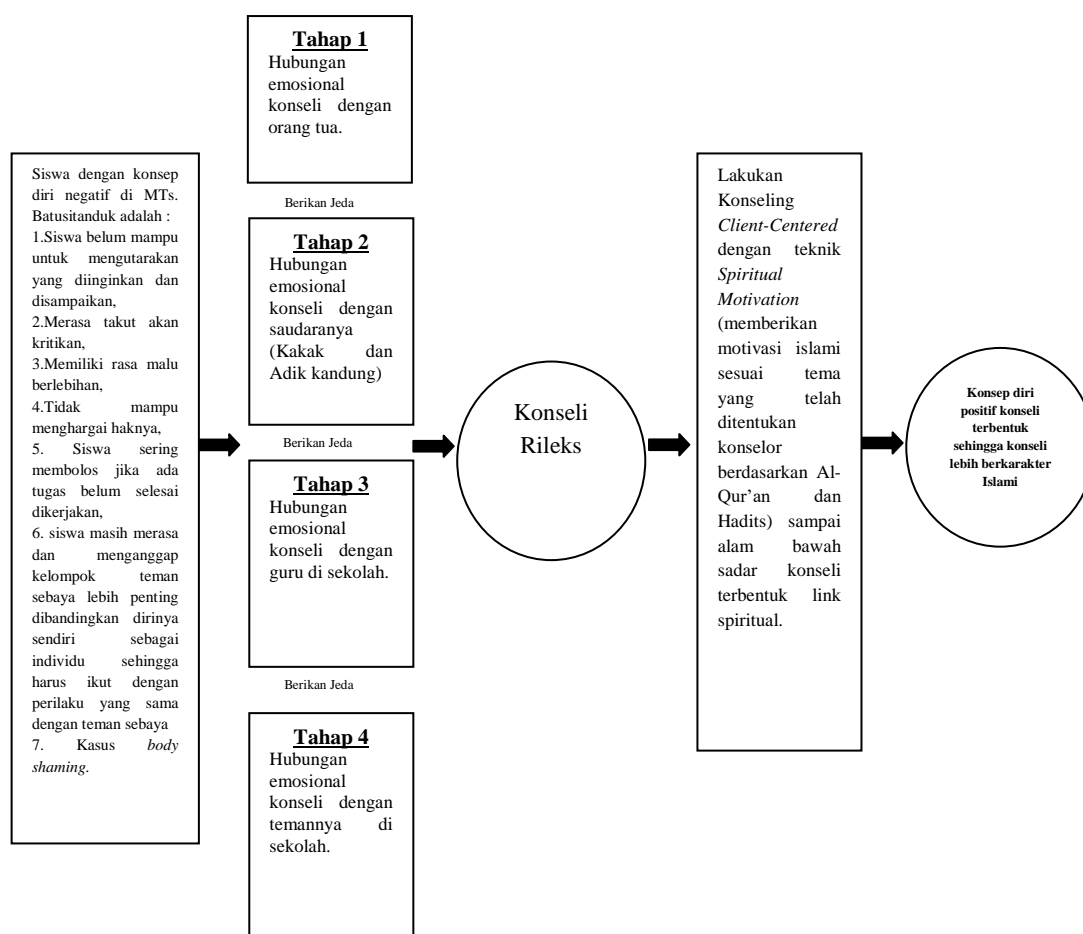 Siswa dengan konsep
diri negatif di MTs.
Batusitanduk adalah :
1.Siswa belum mampu
untuk mengutarakan
yang diinginkan dan
disampaikan,
2.Merasa takut akan
kritikan,
3.Memiliki rasa malu
berlebihan,
4.Tidak mampu
menghargai haknya,
5. Siswa sering
membolos jika ada
tugas belum selesai
dikerjakan,
6. siswa masih merasa
dan menganggap
kelompok teman
sebaya lebih penting
dibandingkan dirinya
sendiri sebagai
individu sehingga
harus ikut dengan
perilaku yang sama
dengan teman sebaya
7. Kasus body
shaming.
Tahap 1
Hubungan
emosional
konseli dengan
orang tua.
Berikan Jeda
Tahap 2
Hubungan
emosional
konseli dengan
saudaranya
(Kakak dan
Adik kandung)
Berikan Jeda
Tahap 3
Hubungan
emosional
konseli dengan
guru di sekolah.
Berikan Jeda
Tahap 4
Hubungan
emosional
konseli dengan
temannya di
sekolah.
Konseli
Rileks
Lakukan
Konseling
Client-Centered
dengan teknik
Spiritual
Motivation
(memberikan
motivasi islami
sesuai tema
yang telah
ditentukan
konselor
berdasarkan Al-
Qur’an dan
Hadits) sampai
alam bawah
sadar konseli
terbentuk link
spiritual.
Konsep diri
positif konseli
terbentuk
sehingga konseli
lebih berkarakter
Islami